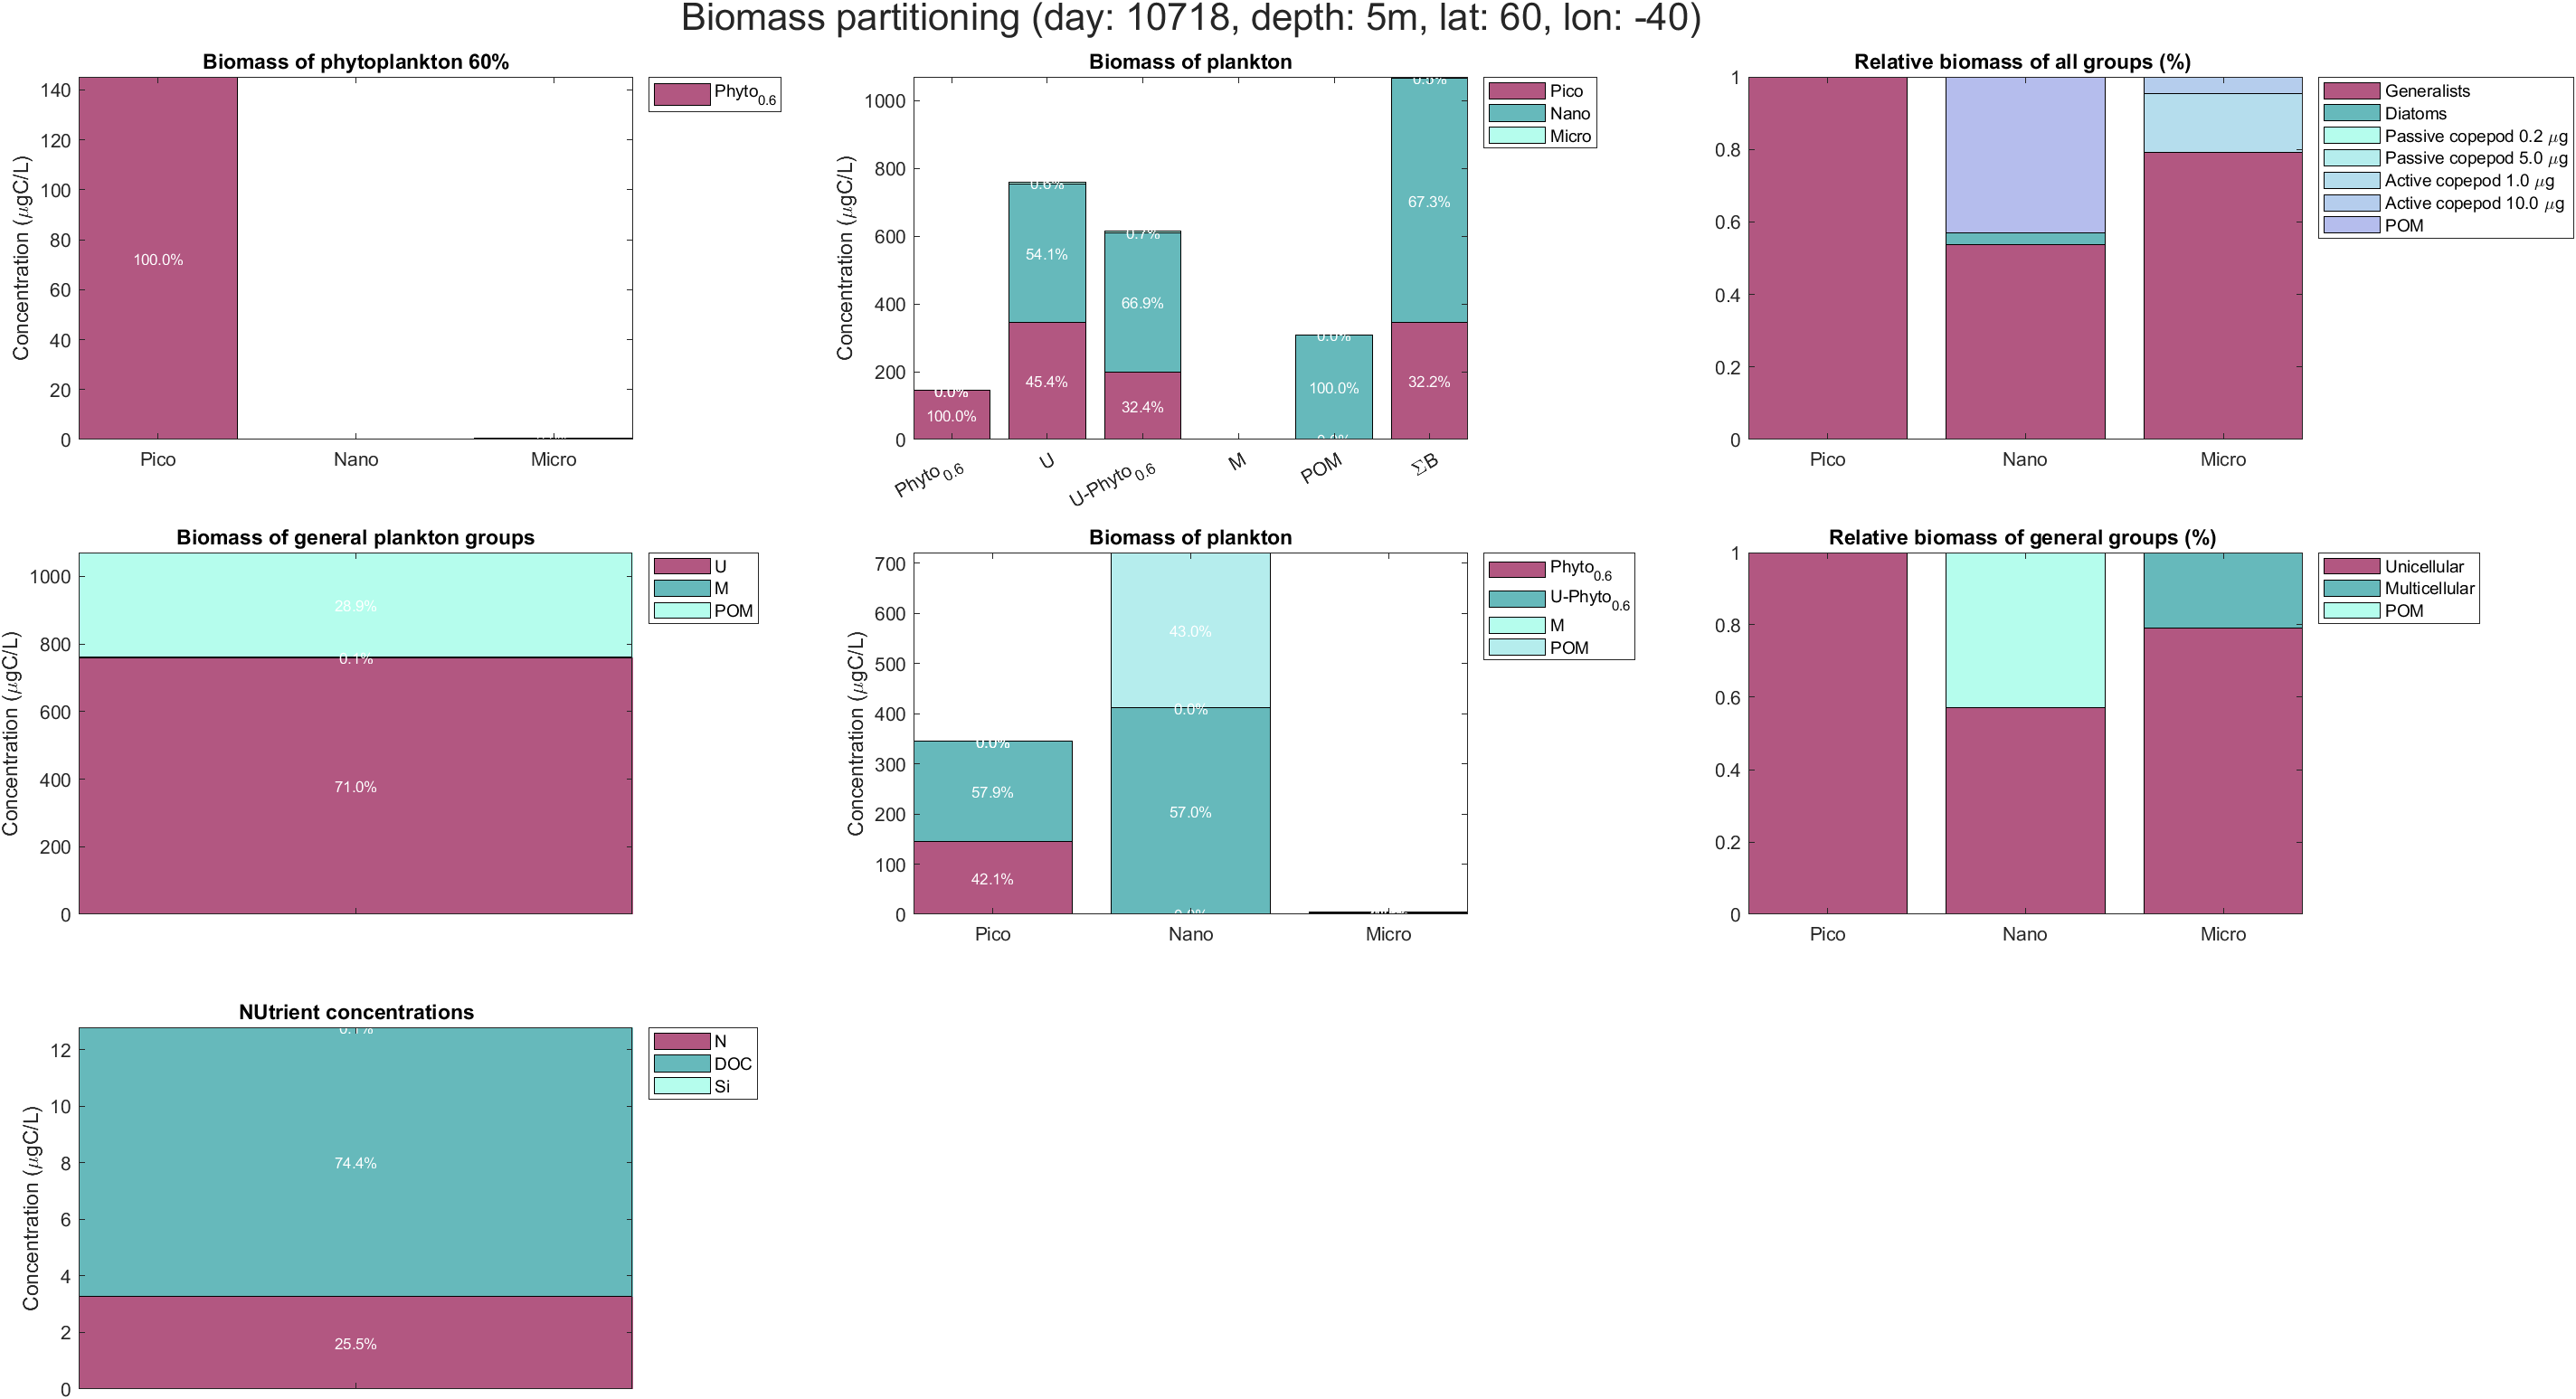 Biomass partitioning (day: 10718, depth: 5m, lat: 60, lon: -40)
Biomass of phytoplankton 60%
Concentration (μgC/L)
140
120
100
80
60
40
20
0
100.0%
Pico
Nano
Micro
Phyto0.6
Biomass of plankton
Concentration (μgC/L)
1000
800
600
400
200
0
0.0%
100.0%
0.6%
54.1%
45.4%
0.7%
66.9%
32.4%
0.0%
100.0%
0.0%
67.3%
32.2%
Phyto0.6
U
U-Phyto0.6
M
POM
ΣB
Pico
Nano
Micro
Relative biomass of all groups (%)
1
0.8
0.6
0.4
0.2
0
Pico
Nano
Micro
Generalists
Diatoms
Passive copepod 0.2 μg
Passive copepod 5.0 μg
Active copepod 1.0 μg
Active copepod 10.0 μg
POM
Biomass of general plankton groups
Concentration (μgC/L)
1000
800
600
400
200
0
28.9%
0.1%
71.0%
U
M
POM
Biomass of plankton
Concentration (μgC/L)
700
600
500
400
300
200
100
0
0.0%
57.9%
42.1%
43.0%
0.0%
57.0%
0.0%
Pico
Nano
Micro
Phyto0.6
U-Phyto0.6
M
POM
Relative biomass of general groups (%)
1
0.8
0.6
0.4
0.2
0
Pico
Nano
Micro
Unicellular
Multicellular
POM
NUtrient concentrations
Concentration (μgC/L)
12
10
8
6
4
2
0
0.1%
74.4%
25.5%
N
DOC
Si